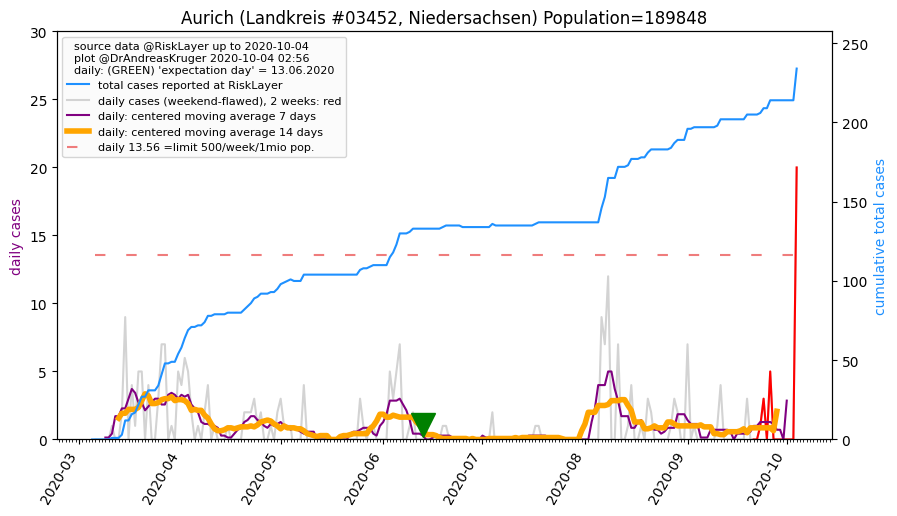 Aurich (Landkreis #03452, Niedersachsen) Population=189848
source data @RiskLayer up to 2020-10-04
plot @DrAndreasKruger 2020-10-04 02:56
daily: (GREEN) 'expectation day' = 13.06.2020
total cases reported at RiskLayer
daily cases (weekend-flawed), 2 weeks: red
daily: centered moving average 7 days
daily: centered moving average 14 days
daily 13.56 =limit 500/week/1mio pop.
daily cases
30
25
20
15
10
5
0
250
200
150
100
50
0
cumulative total cases
2020-03
2020-04
2020-05
2020-06
2020-07
2020-08
2020-09
2020-10